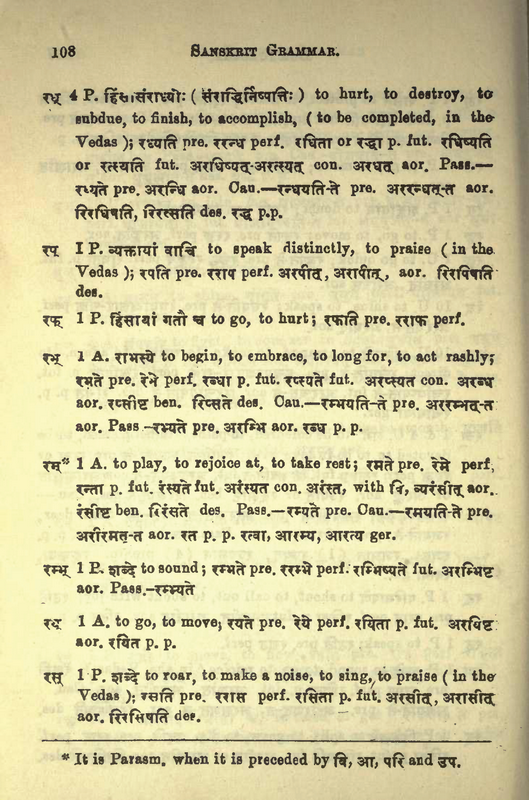 108 SANSKRIT GRAMMAR.
रध् 4 P. हिंसासंराध्योः ( संराद्धिर्निष्पत्तिः ) to hurt, to destroy, to
subdue, to finish, to accomplish, ( to be completed, in the
Vedas ); रध्यति pre. ररन्ध perf. रधिता or रद्धा p. fut. रधिष्यति
or रत्स्यति fut. अरधिष्यत्-अरत्स्यत् con. अरधत् aor. Pass.—
रध्यते pre. अरन्धि aor. Cau.—रन्धयति-ते pre. अररन्धत्-त aor.
रिरधिषति, रिरत्सति des. रद्ध p.p.
रप् 1 P. व्यक्तायां वाचि to speak distinctly, to praise ( in the
Vedas ); रपति pre. रराप perf. अरपीत्, अरापीत्, aor. रिरपिषति
des.
रफ् 1 P. हिंसायां गतौ च to go, to hurt; रफति pre. रराफ perf.
रभ् 1 A. राभस्ये to begin, to embrace, to long for, to act rashly;
रभते pre. रेभे perf. रब्धा p. fut. रप्स्यते fut. अरप्स्यत con. अरब्ध
aor. रप्सीष्ट ben. रिप्सते des. Cau.—रम्भयति-ते pre. अररम्भत्-त
aor. Pass.—रभ्यते pre. अरम्भि aor. रब्ध p. p.
रम्* 1 A. to play, to rejoice at, to take rest; रमते pre. रेमे perf.
रन्ता p. fut. रंस्यते fut. अरंस्यत con. अरंस्त, with वि, व्यरंसीत् aor.
रंसीष्ट ben. रिरंसते des. Pass.—रम्यते pre. Cau.—रमयति-ते pre.
अरीरमत्-त aor. रत p. p. रत्वा, आरम्य, आरत्य ger.
रम्भ् 1 P. शब्दे to sound; रम्भते pre. ररम्भे perf. रम्भिष्यते fut. अरम्भिष्ट
aor. Pass.-रम्भ्यते
रय् 1 A. to go, to move; रयते pre. रेये perf. रयिता p. fut. अरयिष्ट
aor. रयित p. p.
रस् 1 P. शब्दे to roar, to make a noise, to sing, to praise ( in the
Vedas ); रसति pre. ररास perf. रसिता p. fut. अरसीत्, अरासीत्
aor. रिरसिषति des.
* It is Parasm. when it is preceded by वि, आ, परि and उप.